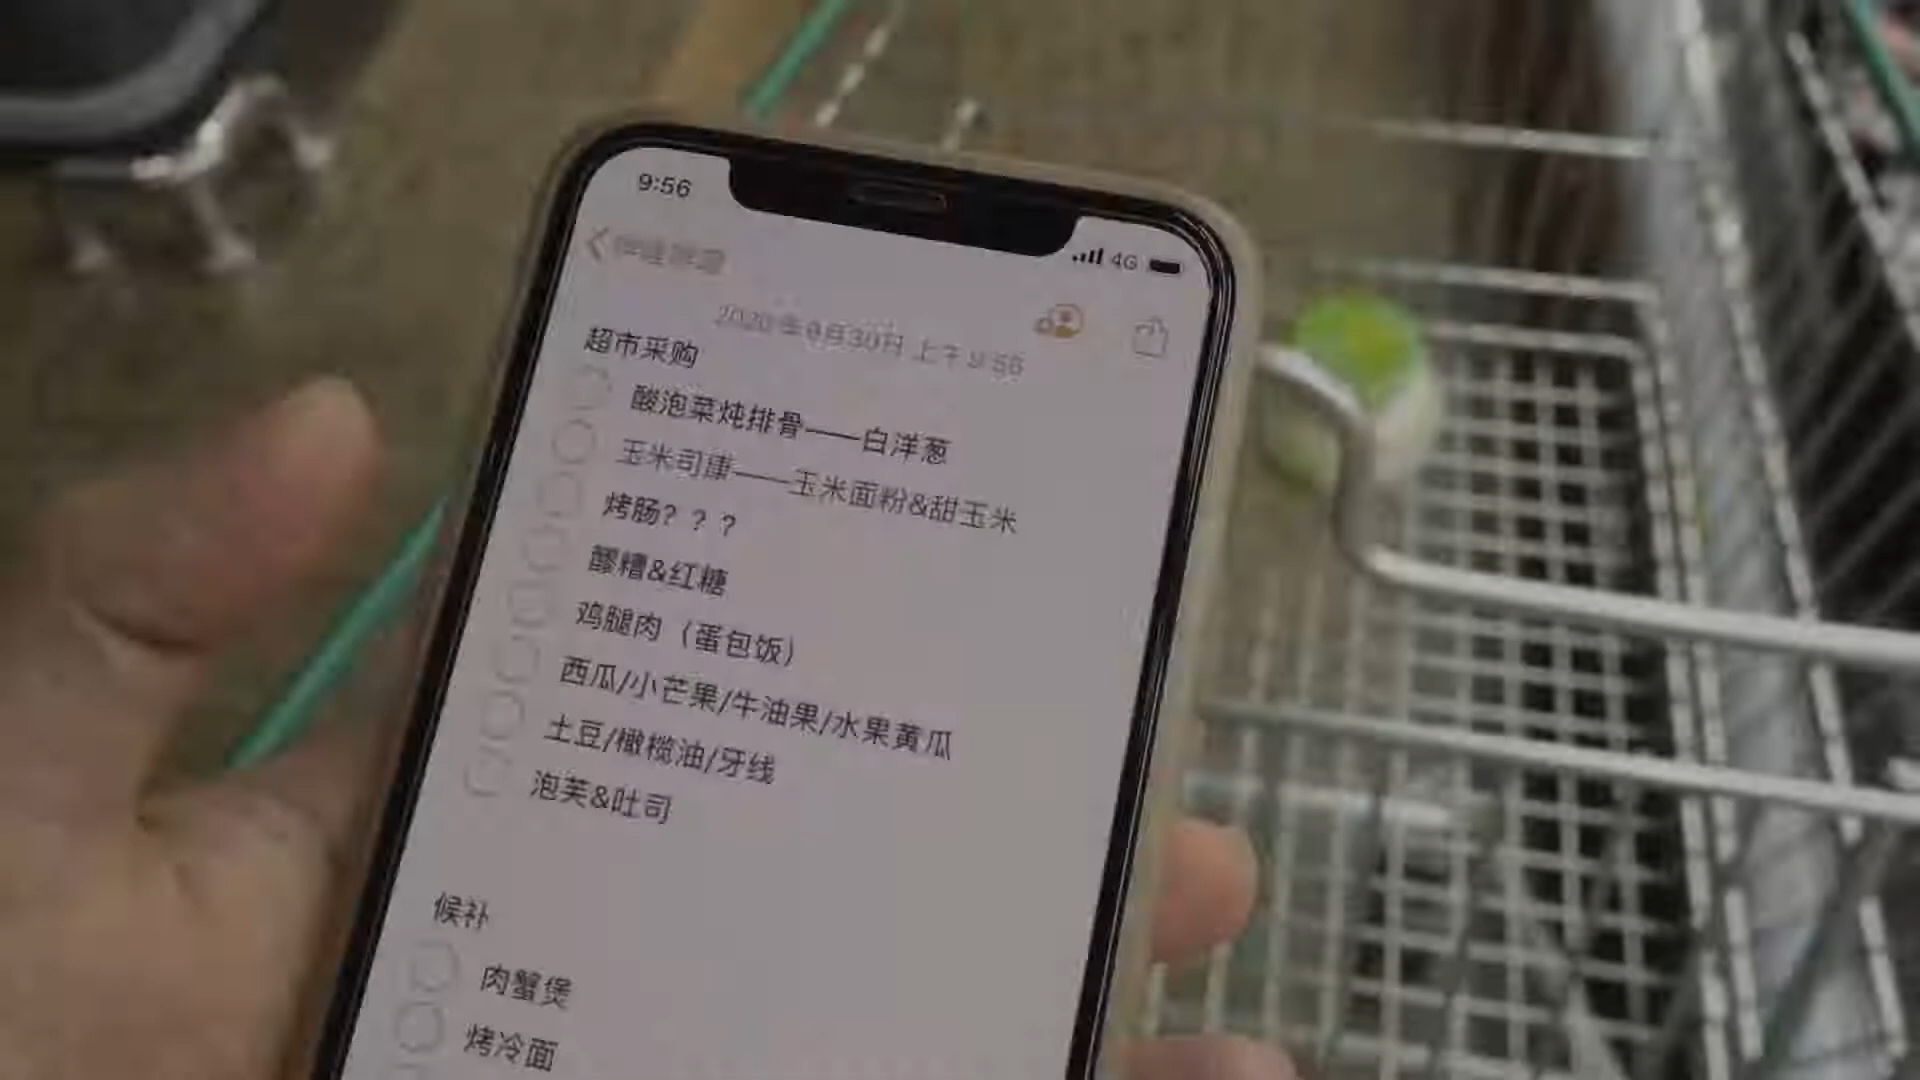 9:56
4G
超市采购
酸泡菜炖排骨——白洋葱
玉米司康——玉米面粉&甜玉米
烤肠？？？
醪糟&红糖
鸡腿肉（蛋包饭）
西瓜/小芒果/牛油果/水果黄瓜
土豆/橄榄油/牙线
泡芙&吐司
候补
肉蟹煲
烤冷面